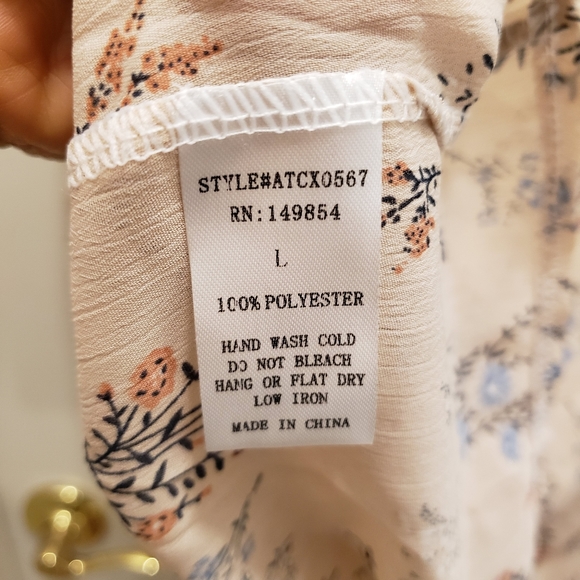 STYLE#ATCX0567
RN:149854
L
100% POLYESTER
HAND WASH COLD
DO NOT BLEACH
HANG OR FLAT DRY
LOW IRON
MADE IN CHINA